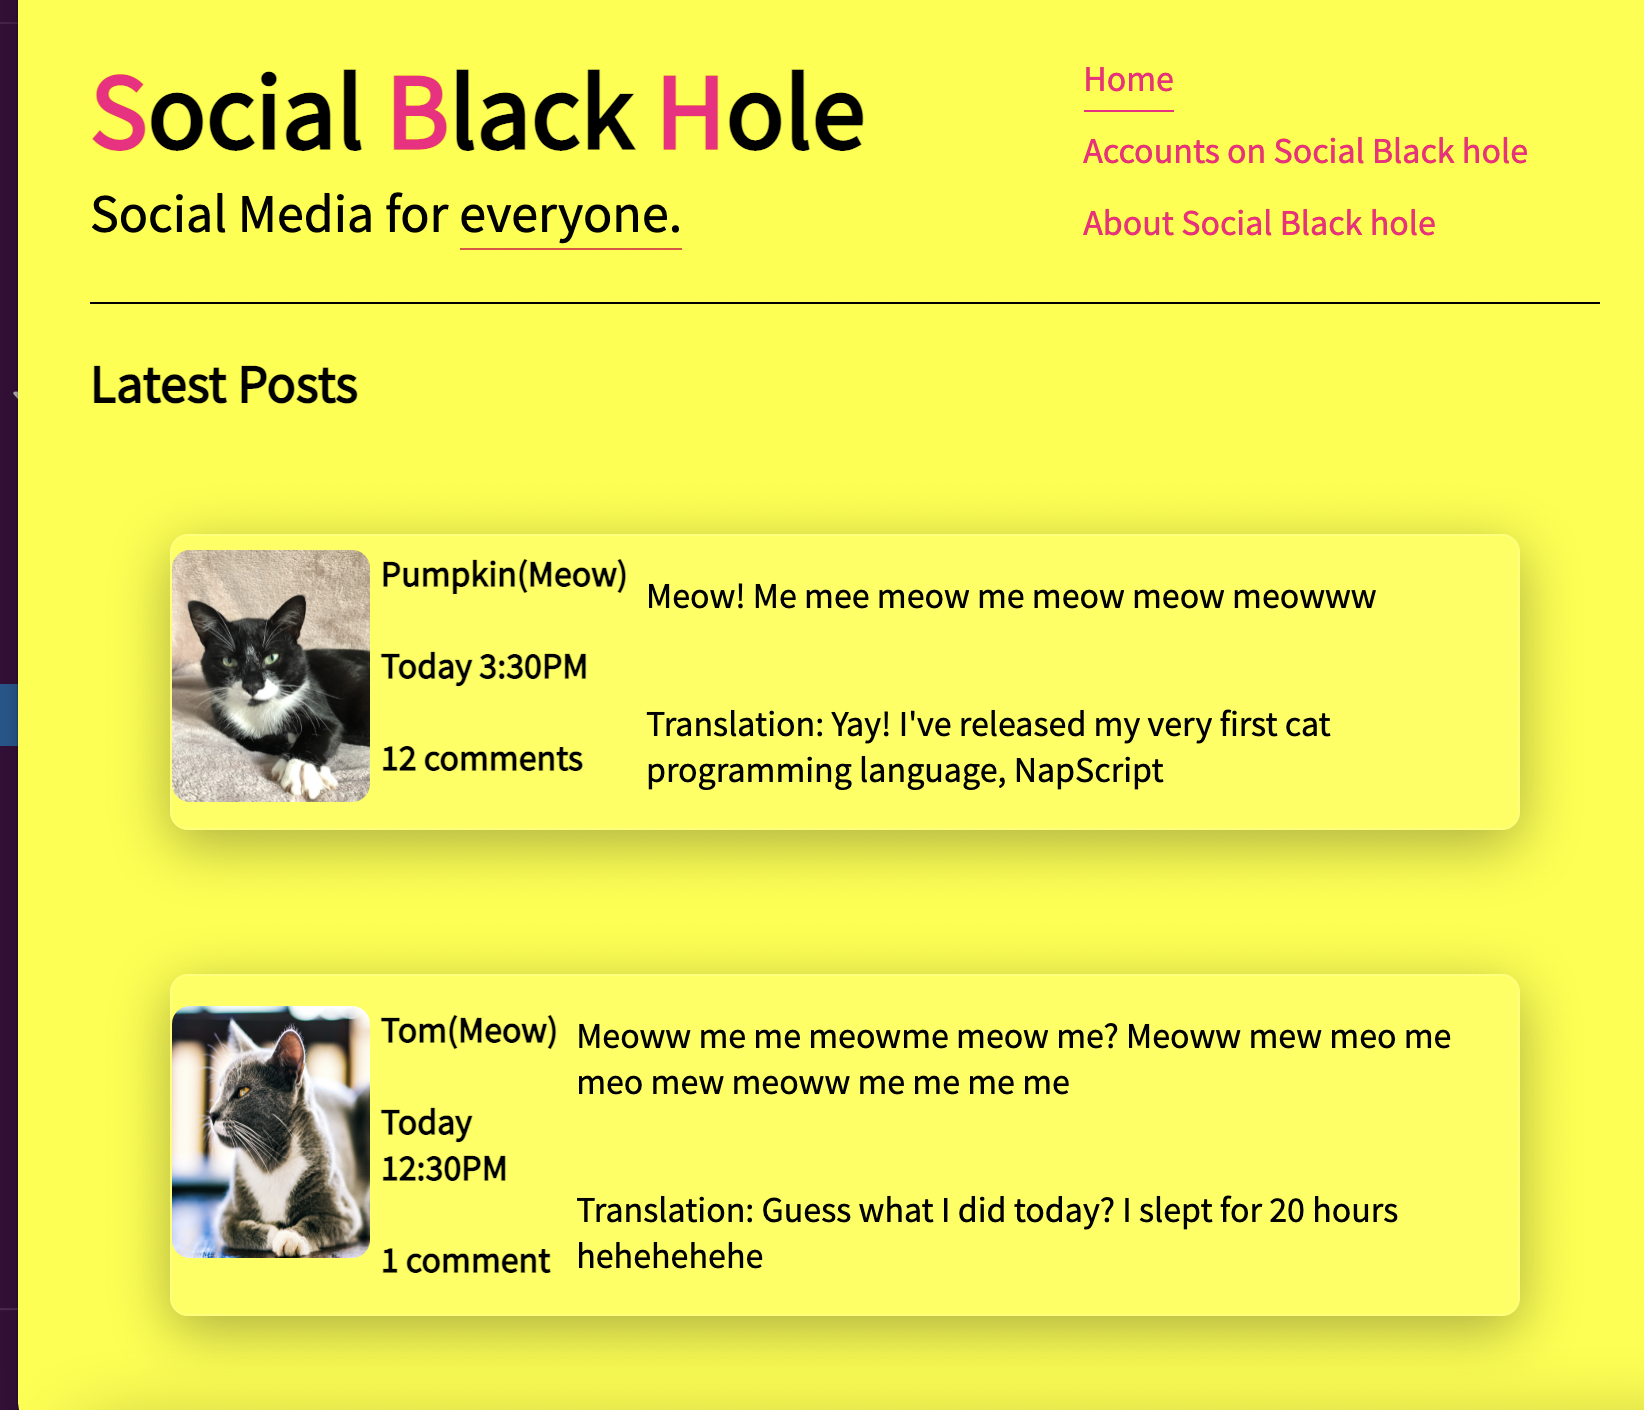 Social Black Hole
Social Media for everyone.
Home
Accounts on Social Black hole
About Social Black hole
Latest Posts
Pumpkin(Meow)
Today 3:30PM
12 comments
Meow! Me mee meow me meow meow meowww
Translation: Yay! I've released my very first cat
programming language, NapScript
Tom(Meow)
Today
12:30PM
1 comment
Meoww me me meowme meow me? Meoww mew meo me
meo mew meoww me me me me
Translation: Guess what I did today? I slept for 20 hours
hehehehehe